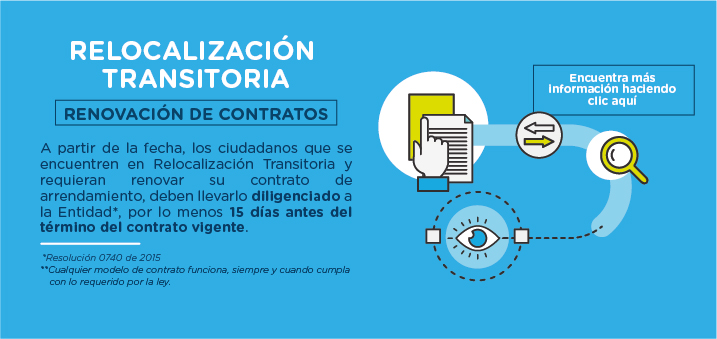 RELOCALIZACIÓN
TRANSITORIA
RENOVACIÓN DE CONTRATOS
A partir de la fecha, los ciudadanos que se
encuentren en Relocalización Transitoria y
requieran renovar su contrato de
arrendamiento, deben llevarlo diligenciado a
la Entidad*, por lo menos 15 días antes del
término del contrato vigente.
*Resolución 0740 de 2015
**Cualquier modelo de contrato funciona, siempre y cuando cumpla
con lo requerido por la ley.
Encuentra más
información haciendo
clic aquí